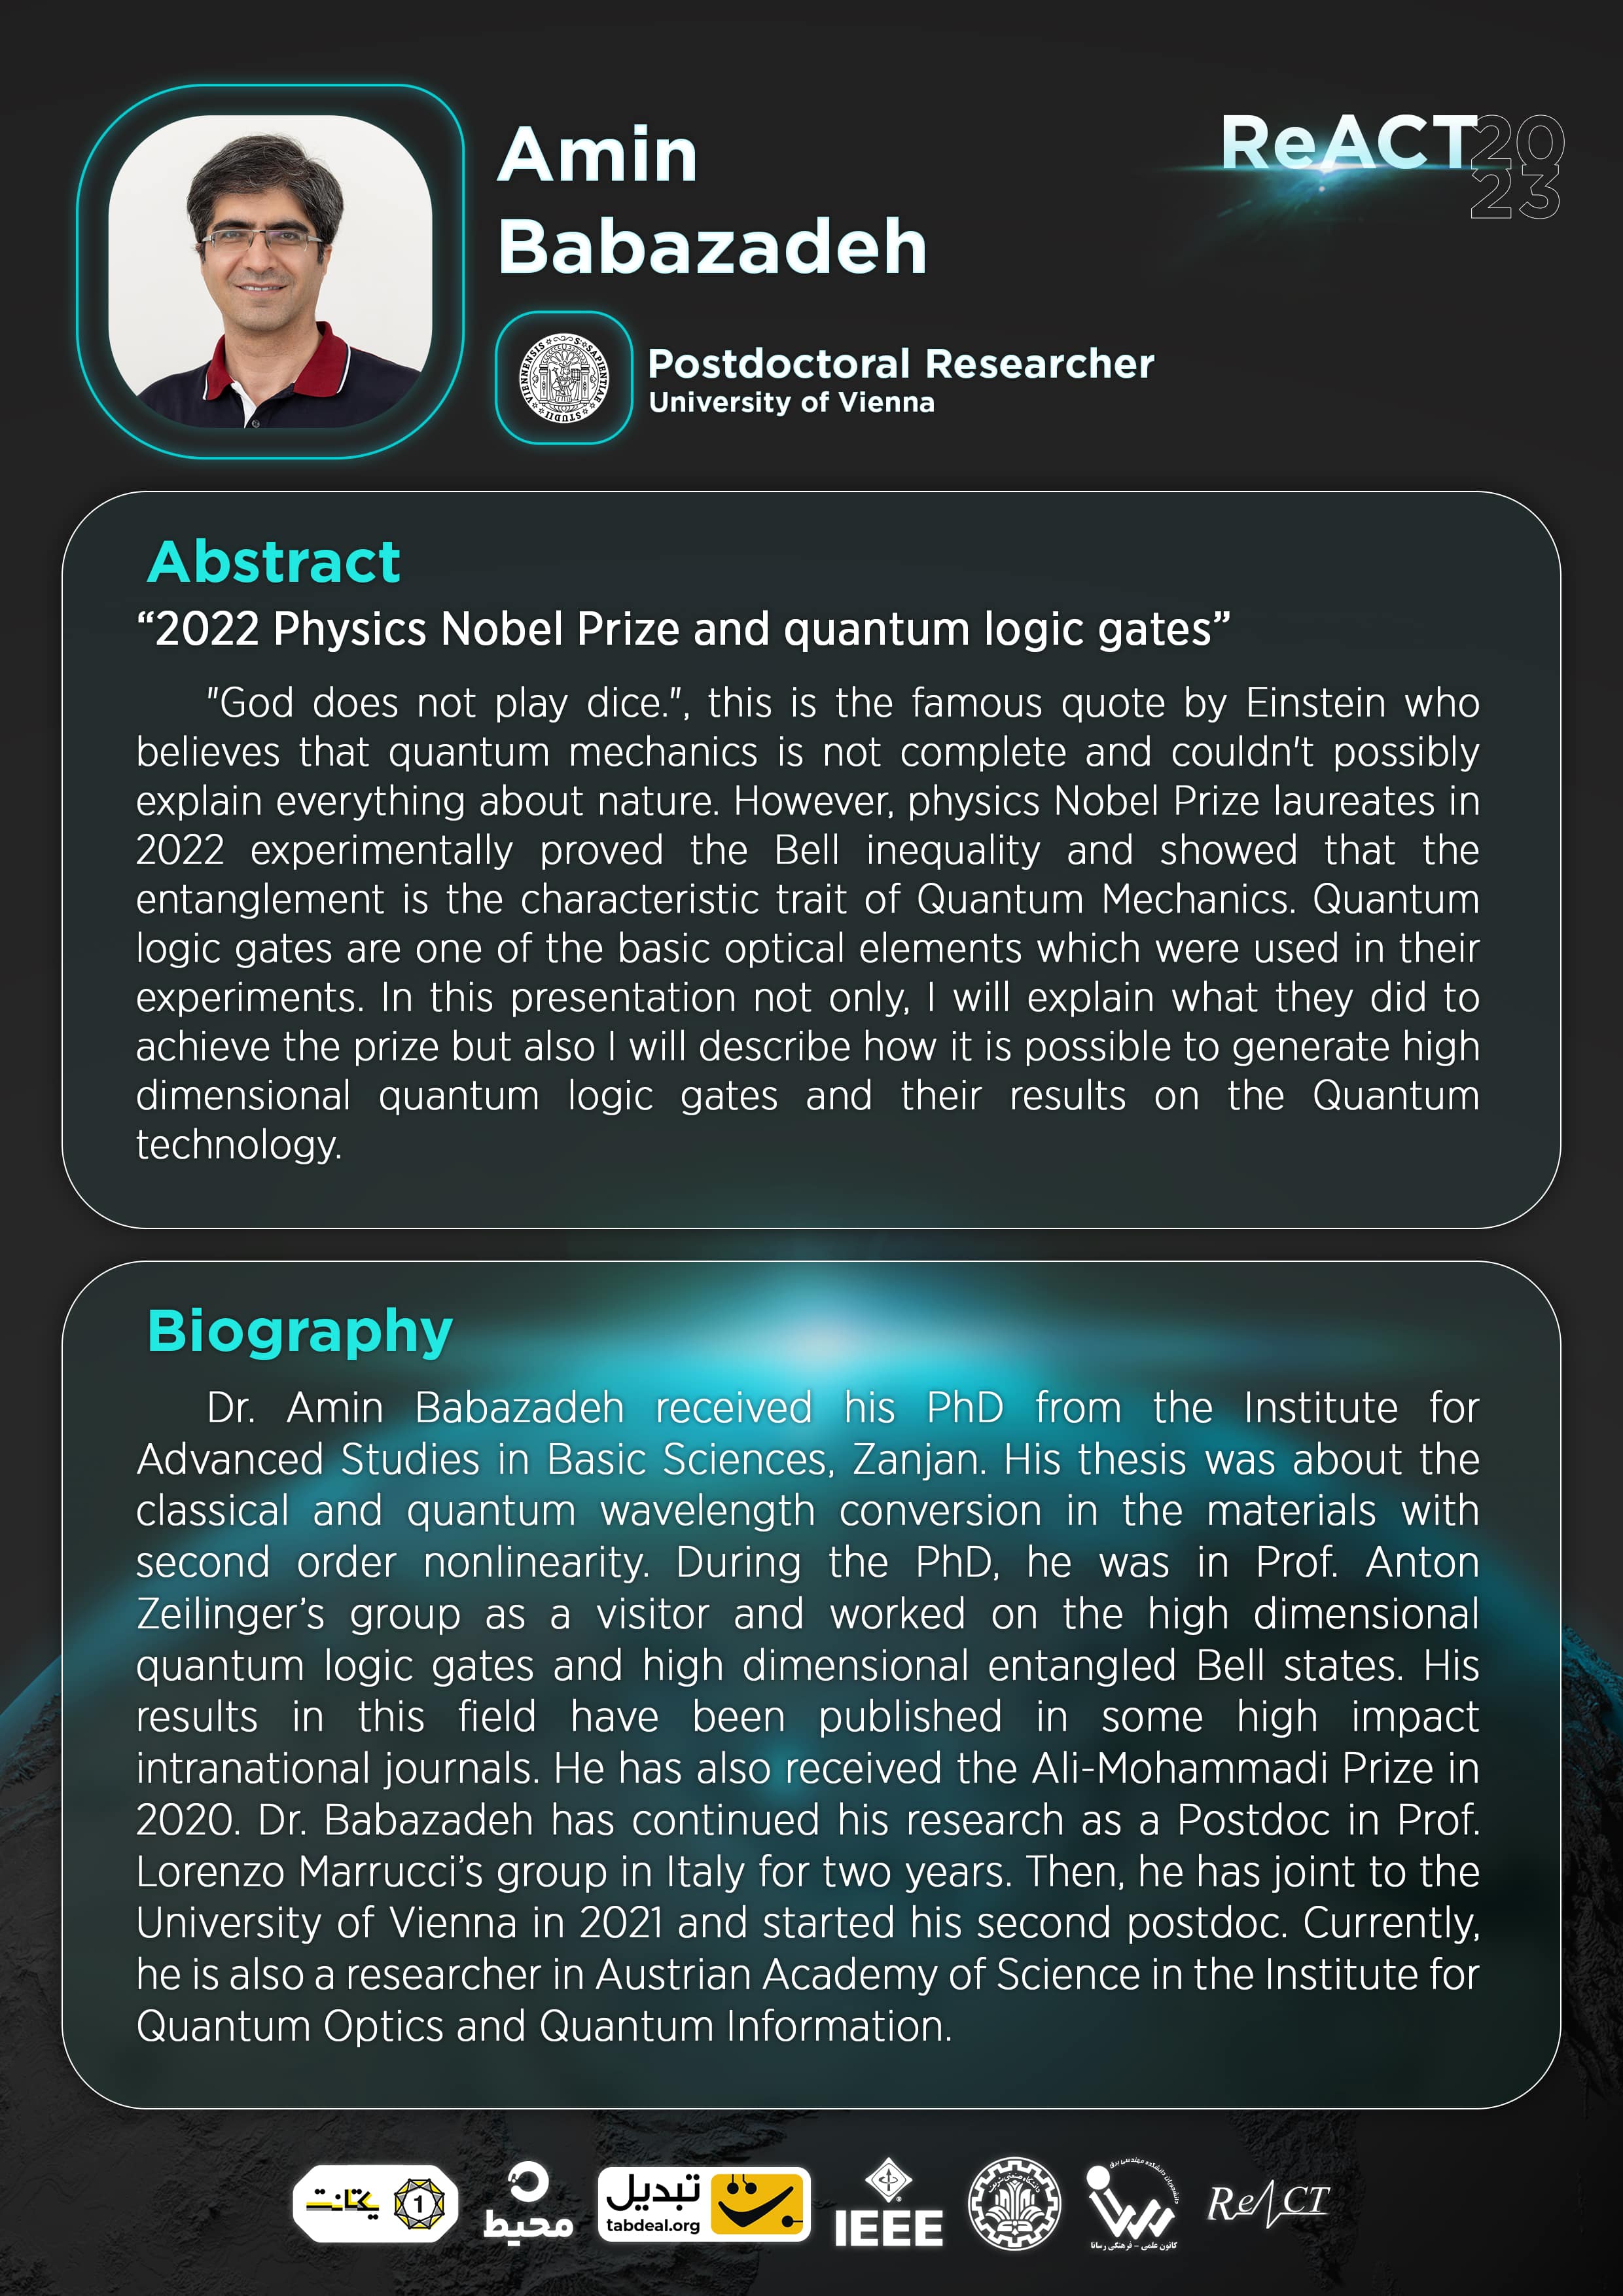 Amin
Babazadeh
ReACT
20
23
Postdoctoral Researcher
University of Vienna
Abstract
“2022 Physics Nobel Prize and quantum logic gates”
"God does not play dice.", this is the famous quote by Einstein who
believes that quantum mechanics is not complete and couldn't possibly
explain everything about nature. However, physics Nobel Prize laureates in
2022 experimentally proved the Bell inequality and showed that the
entanglement is the characteristic trait of Quantum Mechanics. Quantum
logic gates are one of the basic optical elements which were used in their
experiments. In this presentation not only, I will explain what they did to
achieve the prize but also I will describe how it is possible to generate high
dimensional quantum logic gates and their results on the Quantum
technology.
Biography
Dr. Amin Babazadeh received his PhD from the Institute for
Advanced Studies in Basic Sciences, Zanjan. His thesis was about the
classical and quantum wavelength conversion in the materials with
second order nonlinearity. During the PhD, he was in Prof. Anton
Zeilinger’s group as a visitor and worked on the high dimensional
quantum logic gates and high dimensional entangled Bell states. His
results in this field have been published in some high impact
intranational journals. He has also received the Ali-Mohammadi Prize in
2020. Dr. Babazadeh has continued his research as a Postdoc in Prof.
Lorenzo Marrucci’s group in Italy for two years. Then, he has joint to the
University of Vienna in 2021 and started his second postdoc. Currently,
he is also a researcher in Austrian Academy of Science in the Institute for
Quantum Optics and Quantum Information.
یکتانت
1
محیط
تبدیل
tabdeal.org
IEEE
رسانا
کانون علمی - فرهنگی رسانا
ReACT